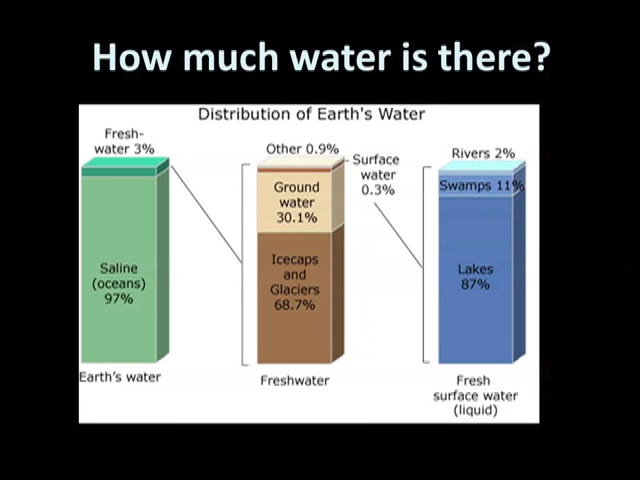 How much water is there?
Distribution of Earth's Water
Fresh-
water 3%
Saline
(oceans)
97%
Earth's water
Other 0.9%
Surface
water
0.3%
Ground
water
30.1%
Icecaps
and
Glaciers
68.7%
Freshwater
Rivers 2%
Swamps 11%
Lakes
87%
Fresh
surface water
(liquid)